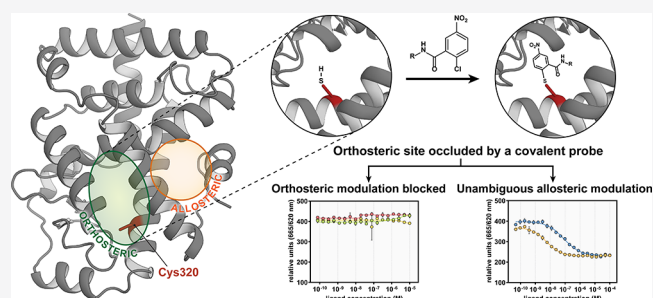 ORTHOSTERIC
ALLOSTERIC
Cys320
H
S
NO₂
H
N
R
O
Cl
NO₂
H
N-R
O
S
Orthosteric site occluded by a covalent probe
Orthosteric modulation blocked
relative units (665/620 nm)
500
400
300
200
100
10⁻¹⁰ 10⁻⁹ 10⁻⁸ 10⁻⁷ 10⁻⁶ 10⁻⁵
ligand concentration (M)
Unambiguous allosteric modulation
relative units (665/620 nm)
500
400
300
200
100
10⁻¹⁰ 10⁻⁹ 10⁻⁸ 10⁻⁷ 10⁻⁶ 10⁻⁵ 10⁻⁴
ligand concentration (M)